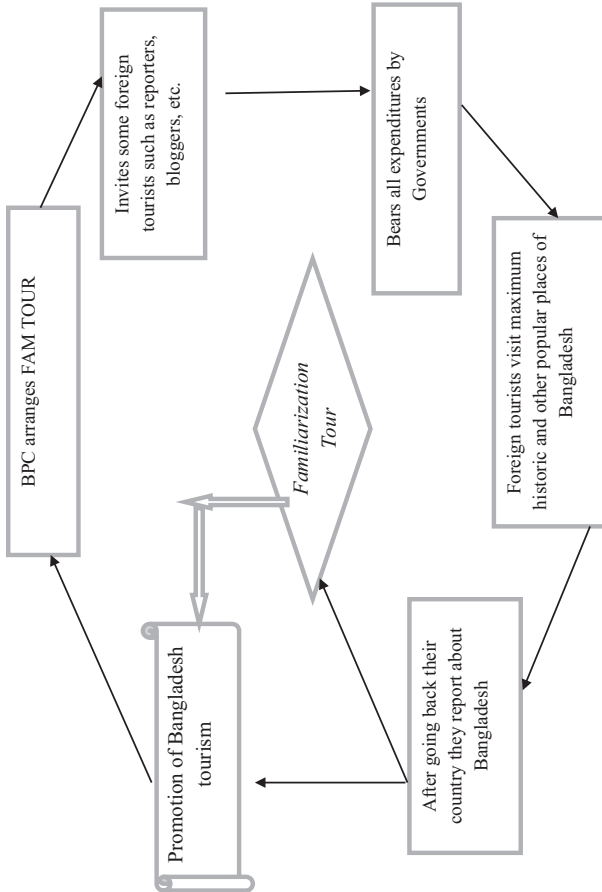 BPC arranges FAM TOUR
Invites some foreign
tourists such as reporters,
bloggers, etc.
Bears all expenditures by
Governments
Foreign tourists visit maximum
historic and other popular places of
Bangladesh
After going back their
country they report about
Bangladesh
Promotion of Bangladesh
tourism
Familiarization
Tour